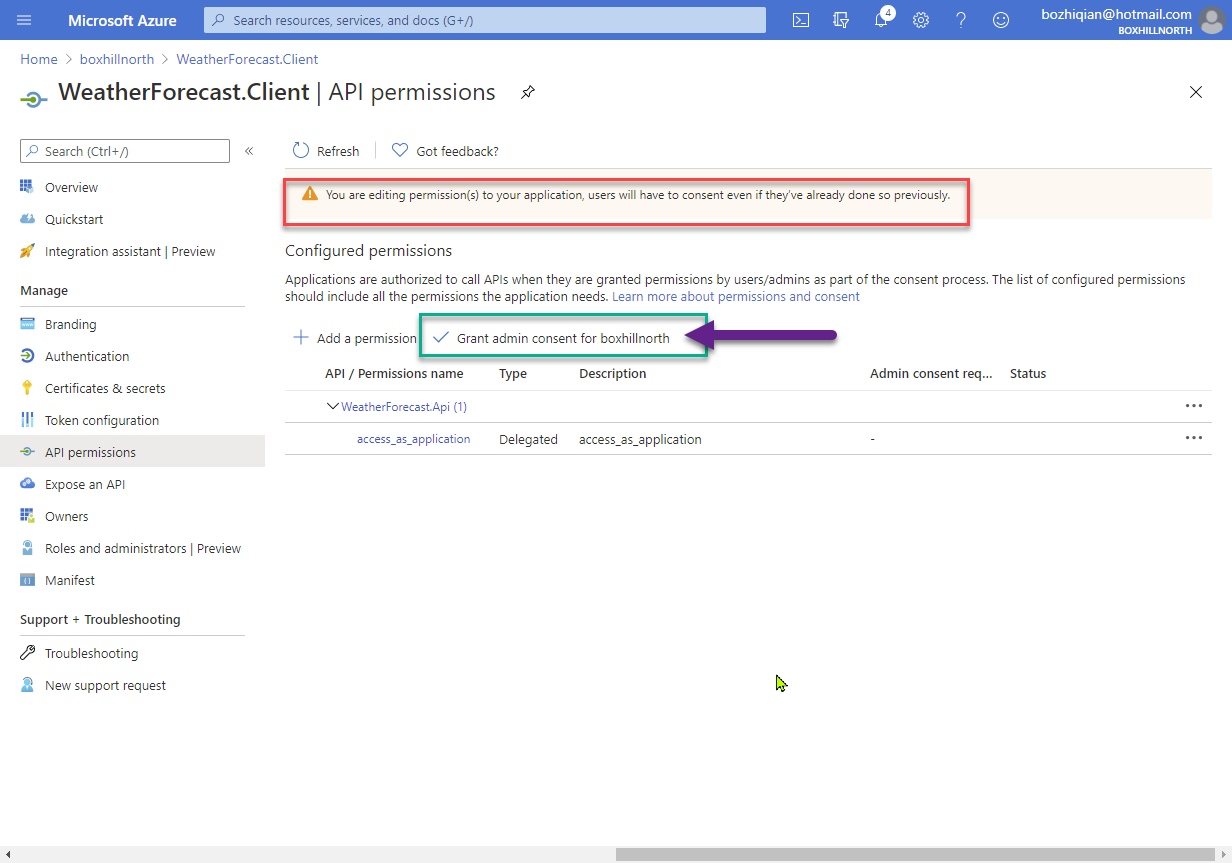 Microsoft Azure
Search resources, services, and docs (G+/)
4
bozhiqian@hotmail.com
BOXHILLNORTH
Home > boxhillnorth > WeatherForecast.Client
WeatherForecast.Client | API permissions
Search (Ctrl+/)
«
Refresh
Got feedback?
Overview
Quickstart
Integration assistant | Preview
Manage
Branding
Authentication
Certificates & secrets
Token configuration
API permissions
Expose an API
Owners
Roles and administrators | Preview
Manifest
Support + Troubleshooting
Troubleshooting
New support request
You are editing permission(s) to your application, users will have to consent even if they've already done so previously.
Configured permissions
Applications are authorized to call APIs when they are granted permissions by users/admins as part of the consent process. The list of configured permissions
should include all the permissions the application needs. Learn more about permissions and consent
Add a permission
Grant admin consent for boxhillnorth
API / Permissions name Type Description Admin consent req... Status
WeatherForecast.Api (1)
access_as_application Delegated access_as_application -